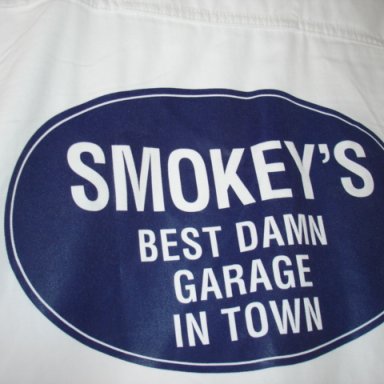 SMOKEY'S
BEST DAMN
GARAGE
IN TOWN